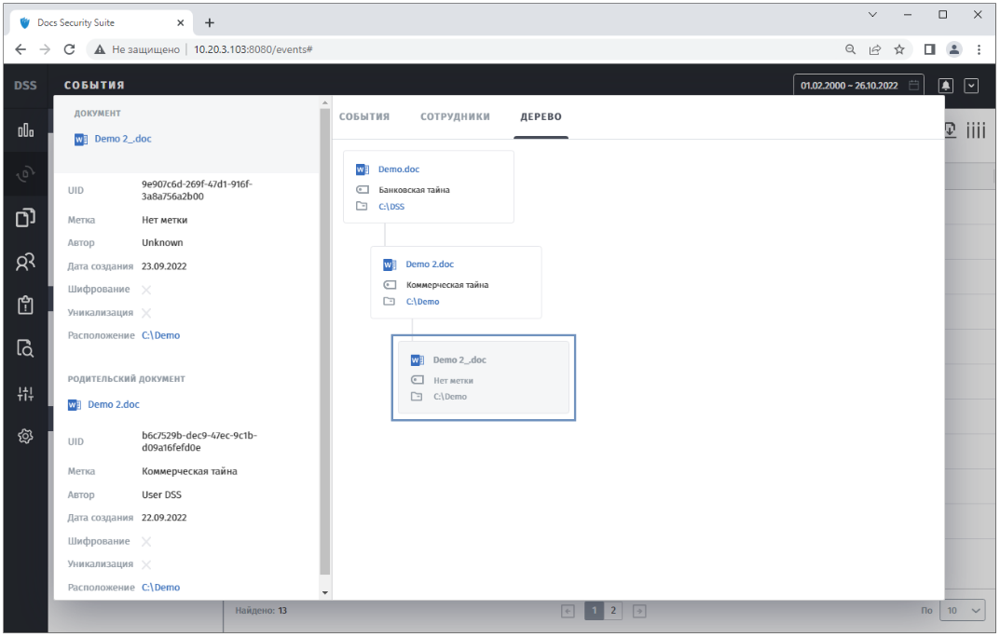 Docs Security Suite
Не защищено 10.20.3.103:8080/events#
DSS СОБЫТИЯ 01.02.2000 – 26.10.2022
ДОКУМЕНТ
Demo 2_.doc
UID 9e907c6d-269f-47d1-916f-
3a8a756a2b00
Метка Нет метки
Автор Unknown
Дата создания 23.09.2022
Шифрование
Уникализация
Расположение C:\Demo
РОДИТЕЛЬСКИЙ ДОКУМЕНТ
Demo 2.doc
UID b6c7529b-dec9-47ec-9c1b-
d09a16fefd0e
Метка Коммерческая тайна
Автор User DSS
Дата создания 22.09.2022
Шифрование
Уникализация
Расположение C:\Demo
СОБЫТИЯ СОТРУДНИКИ ДЕРЕВО
Demo.doc
Банковская тайна
C:\DSS
Demo 2.doc
Коммерческая тайна
C:\Demo
Demo 2_.doc
Нет метки
C:\Demo
Найдено: 13 1 2 По 10